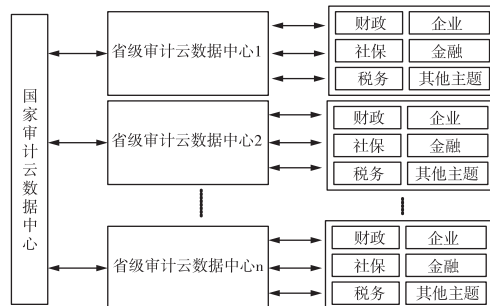 国家审计云数据中心
省级审计云数据中心1
财政 企业
社保 金融
税务 其他主题
省级审计云数据中心2
财政 企业
社保 金融
税务 其他主题
省级审计云数据中心n
财政 企业
社保 金融
税务 其他主题